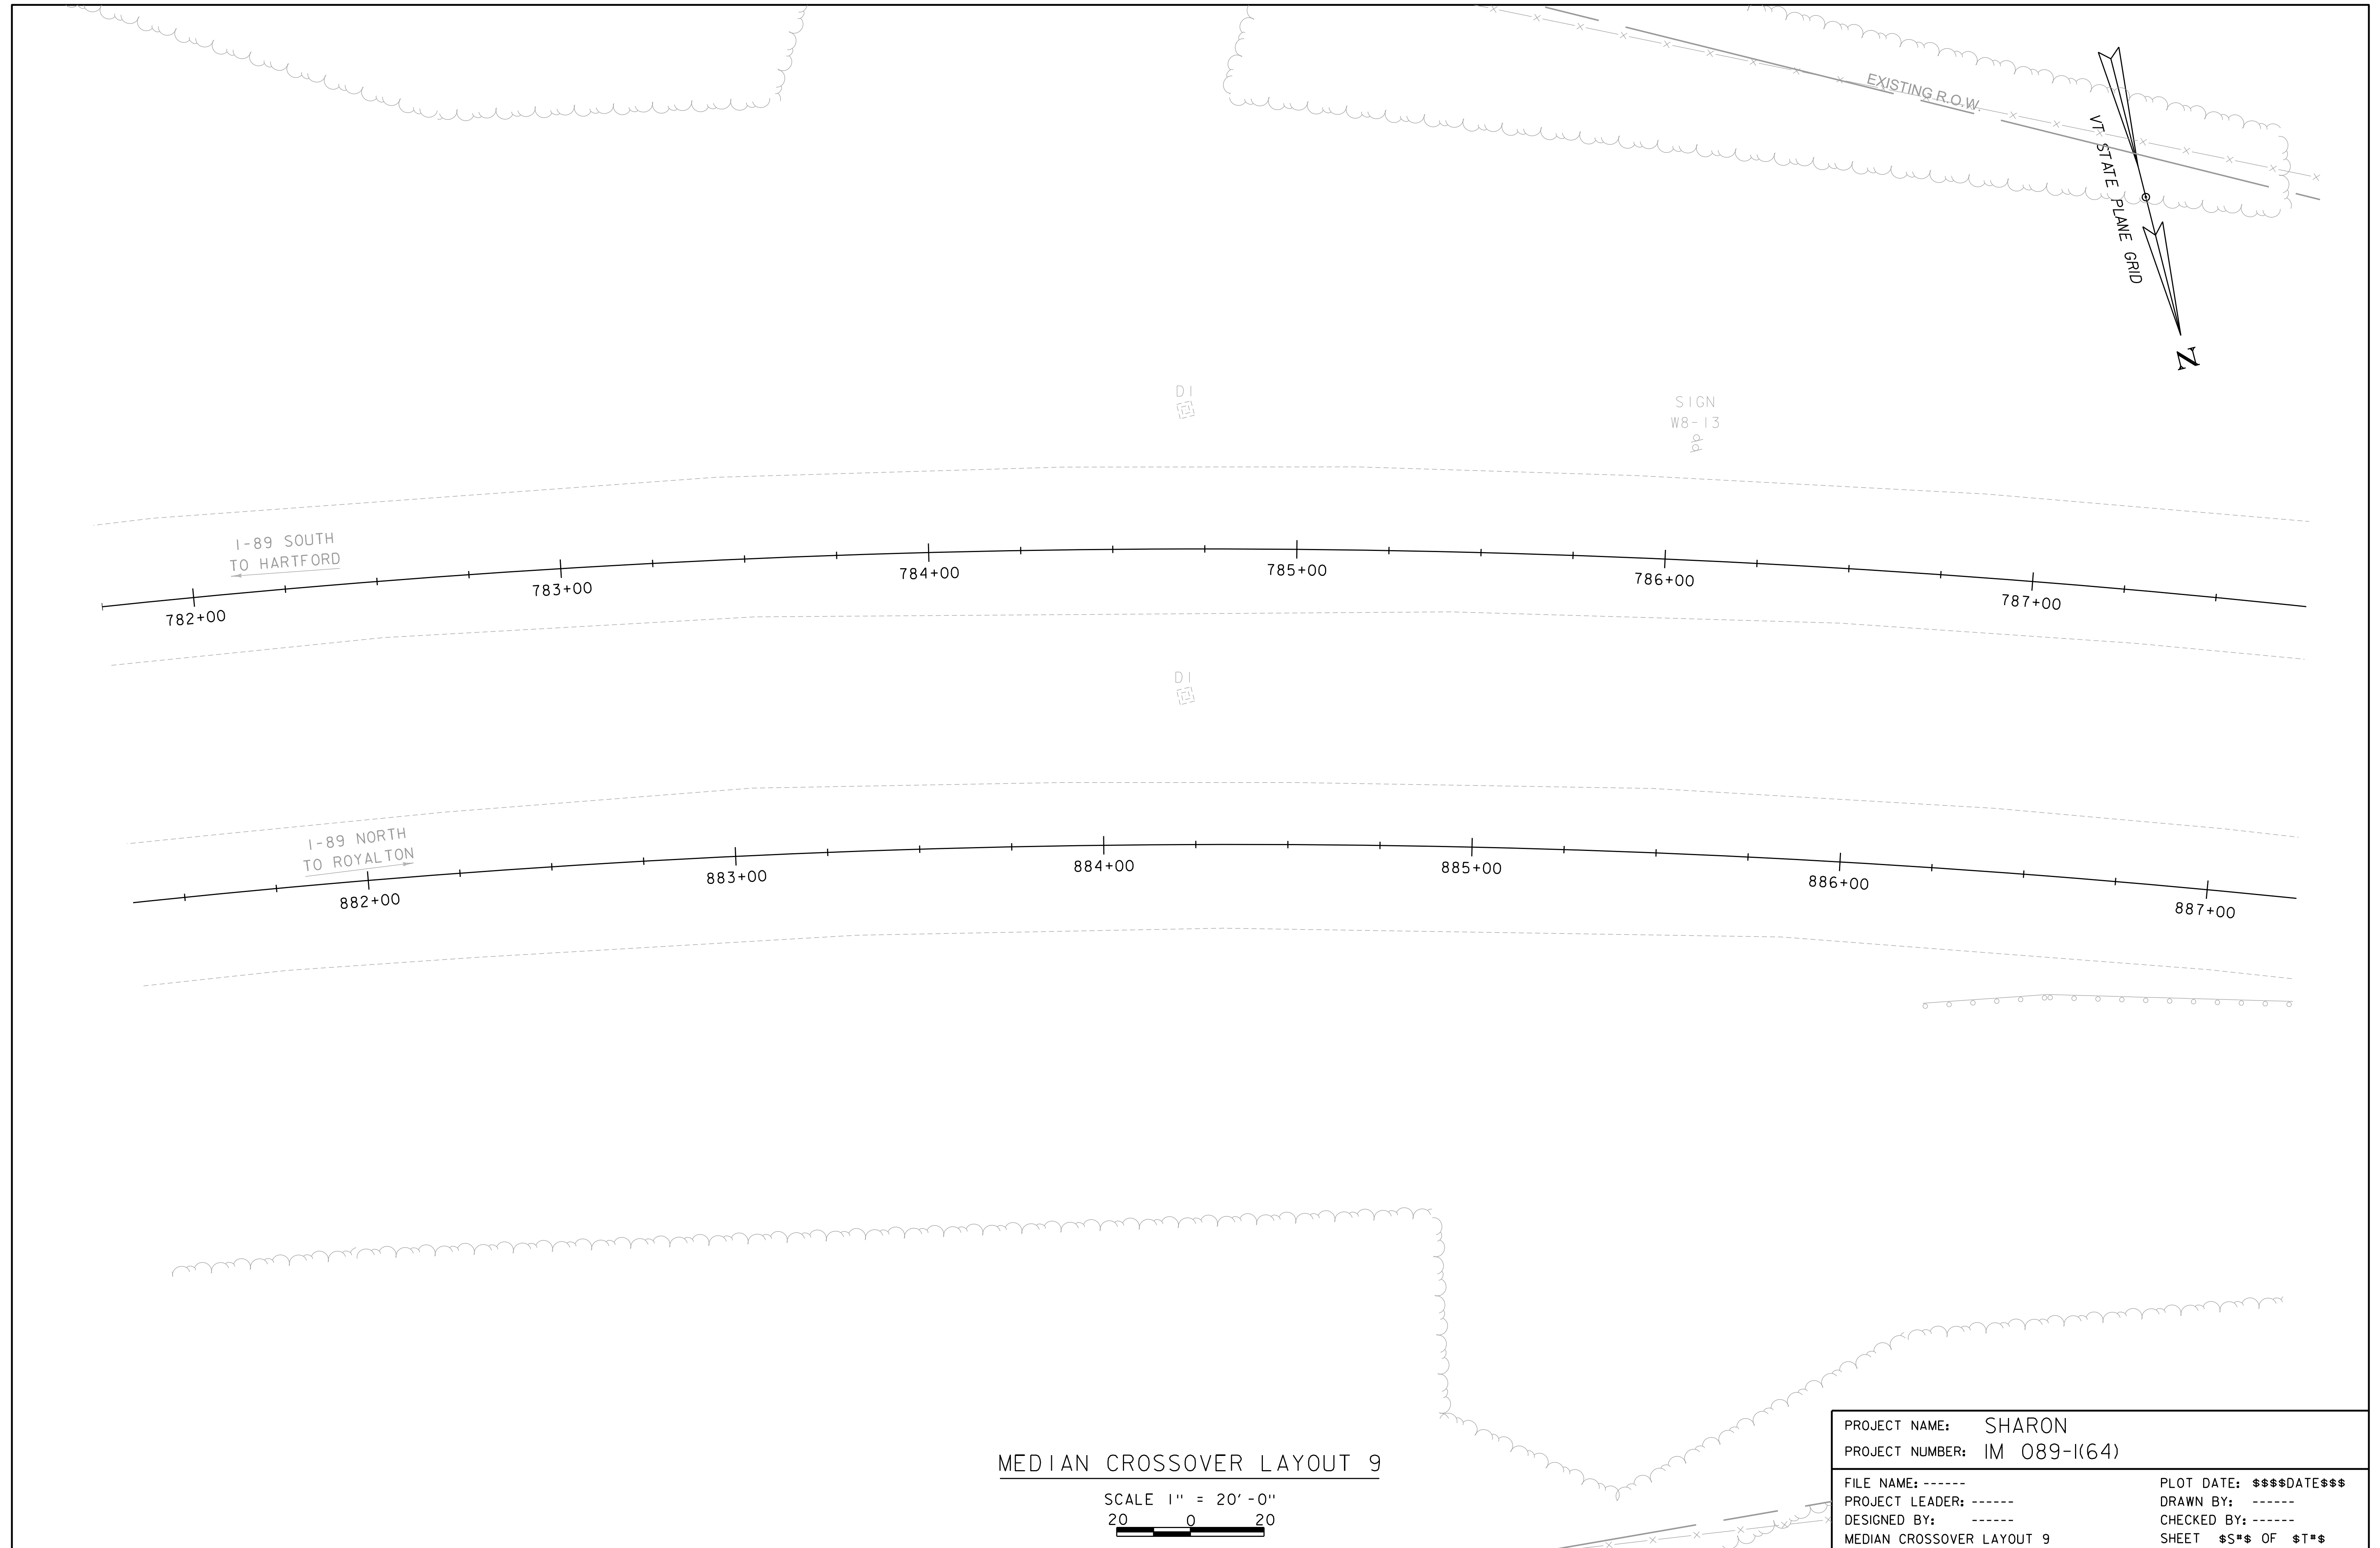 EXISTING R.O.W.
VT STATE PLANE GRID
N
DI
SIGN
W8-13
I-89 SOUTH
TO HARTFORD
782+00
783+00
784+00
785+00
786+00
787+00
DI
I-89 NORTH
TO ROYALTON
882+00
883+00
884+00
885+00
886+00
887+00
MEDIAN CROSSOVER LAYOUT 9
SCALE 1" = 20'-0"
20 0 20
PROJECT NAME: SHARON
PROJECT NUMBER: IM 089-1(64)
FILE NAME: ------ PLOT DATE: $$$$DATE$$$
PROJECT LEADER: ------ DRAWN BY: ------
DESIGNED BY: ------ CHECKED BY: ------
MEDIAN CROSSOVER LAYOUT 9 SHEET $S#$ OF $T#$